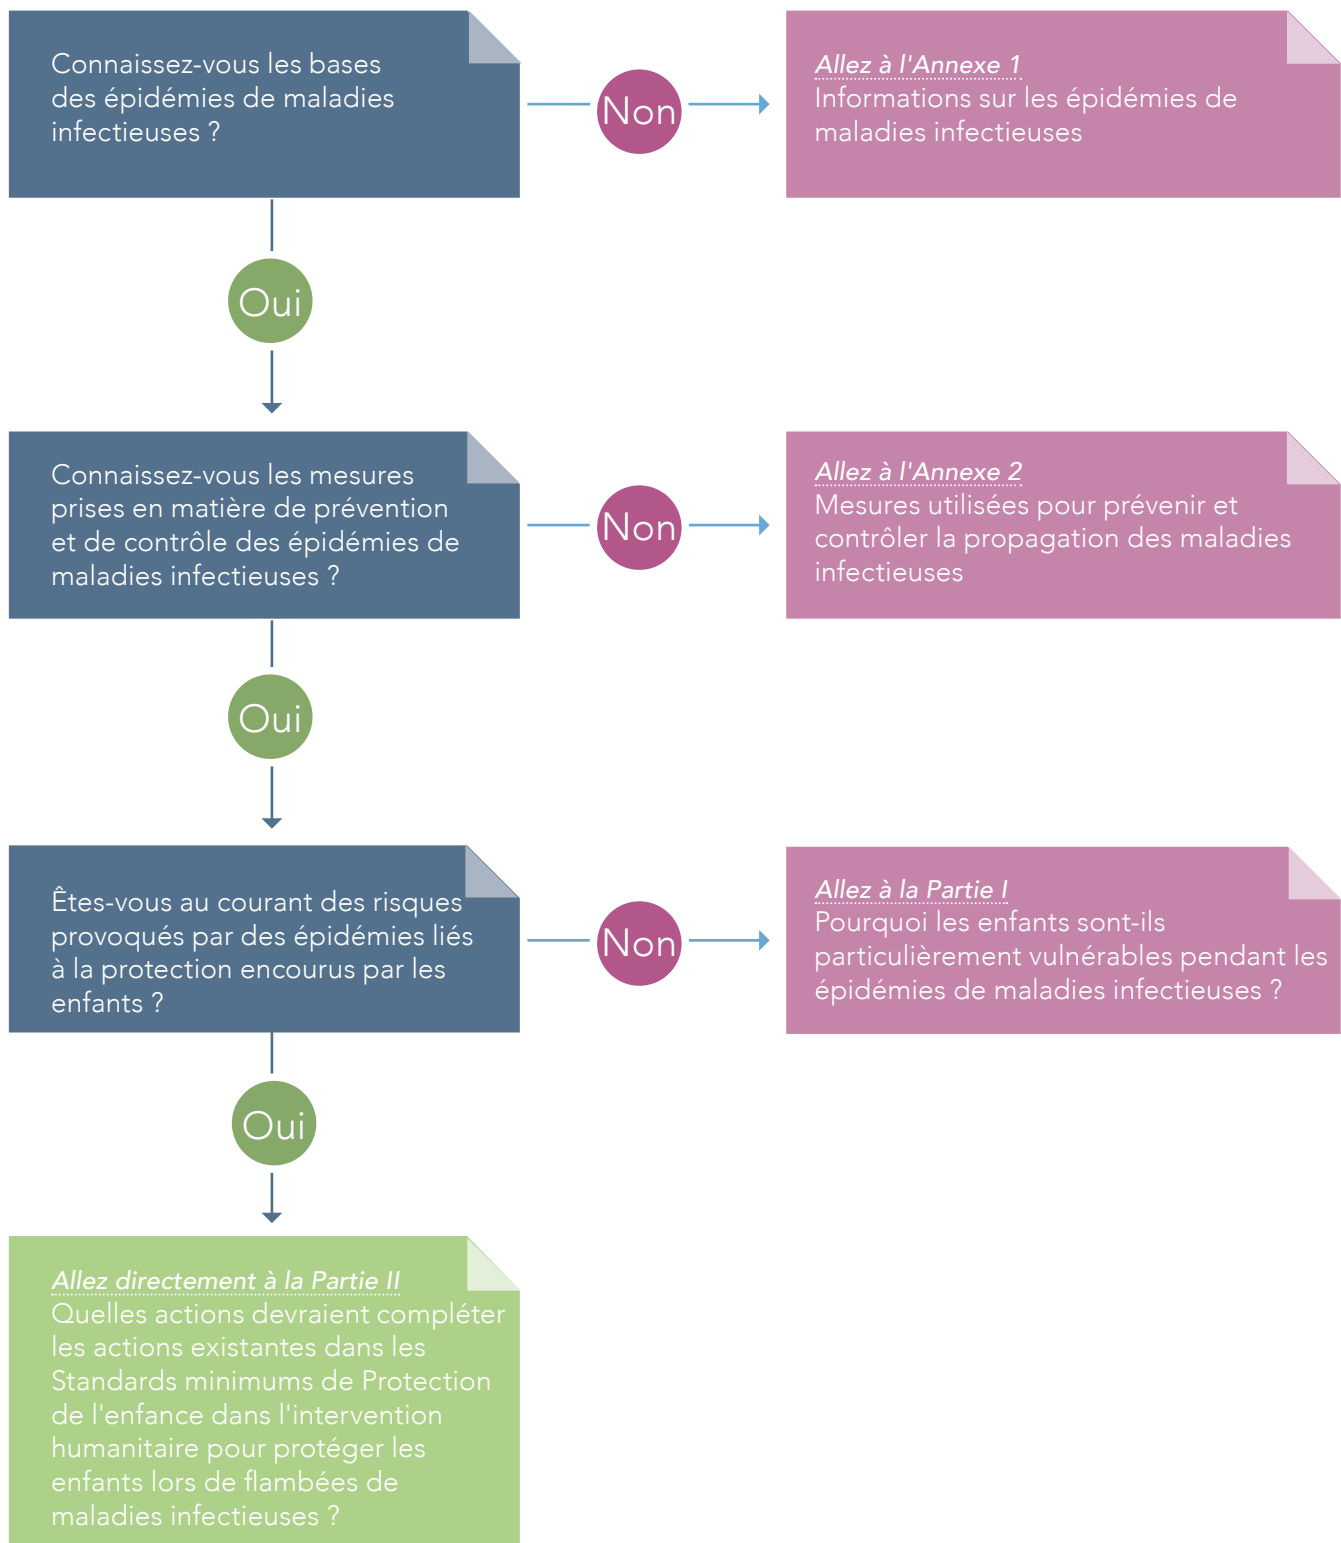 Connaissez-vous les bases
des épidémies de maladies
infectieuses ?
Non
Allez à l'Annexe 1
Informations sur les épidémies de
maladies infectieuses
Oui
Connaissez-vous les mesures
prises en matière de prévention
et de contrôle des épidémies de
maladies infectieuses ?
Non
Allez à l'Annexe 2
Mesures utilisées pour prévenir et
contrôler la propagation des maladies
infectieuses
Oui
Êtes-vous au courant des risques
provoqués par des épidémies liés
à la protection encourus par les
enfants ?
Non
Allez à la Partie I
Pourquoi les enfants sont-ils
particulièrement vulnérables pendant les
épidémies de maladies infectieuses ?
Oui
Allez directement à la Partie II
Quelles actions devraient compléter
les actions existantes dans les
Standards minimums de Protection
de l'enfance dans l'intervention
humanitaire pour protéger les
enfants lors de flambées de
maladies infectieuses ?